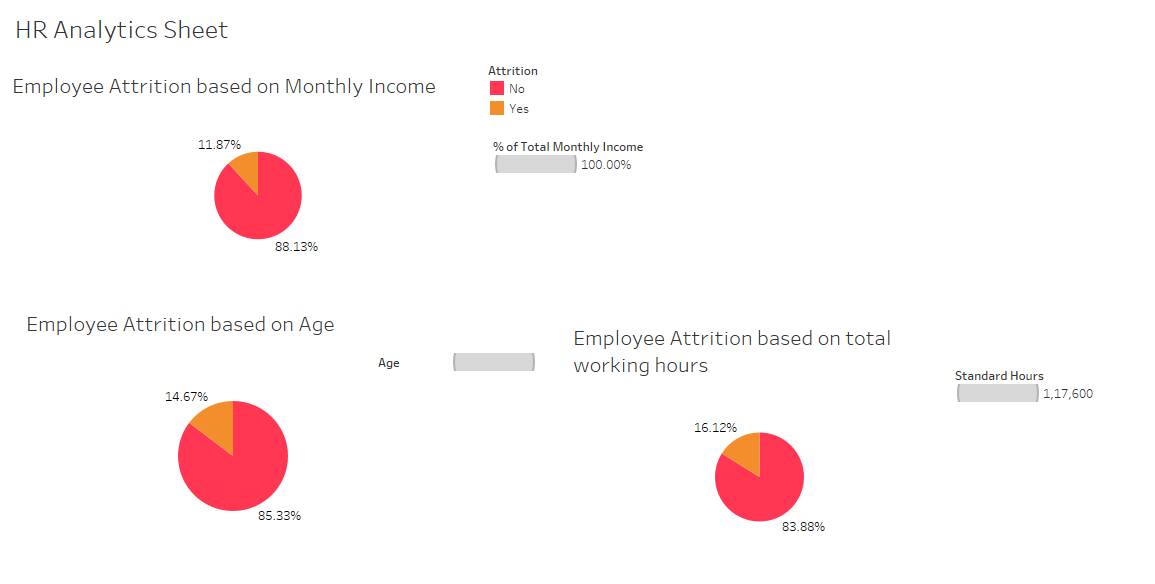 HR Analytics Sheet
Employee Attrition based on Monthly Income
Attrition
No
Yes
% of Total Monthly Income
100.00%
11.87%
88.13%
Employee Attrition based on Age
Age
14.67%
85.33%
Employee Attrition based on total
working hours
Standard Hours
1,17,600
16.12%
83.88%